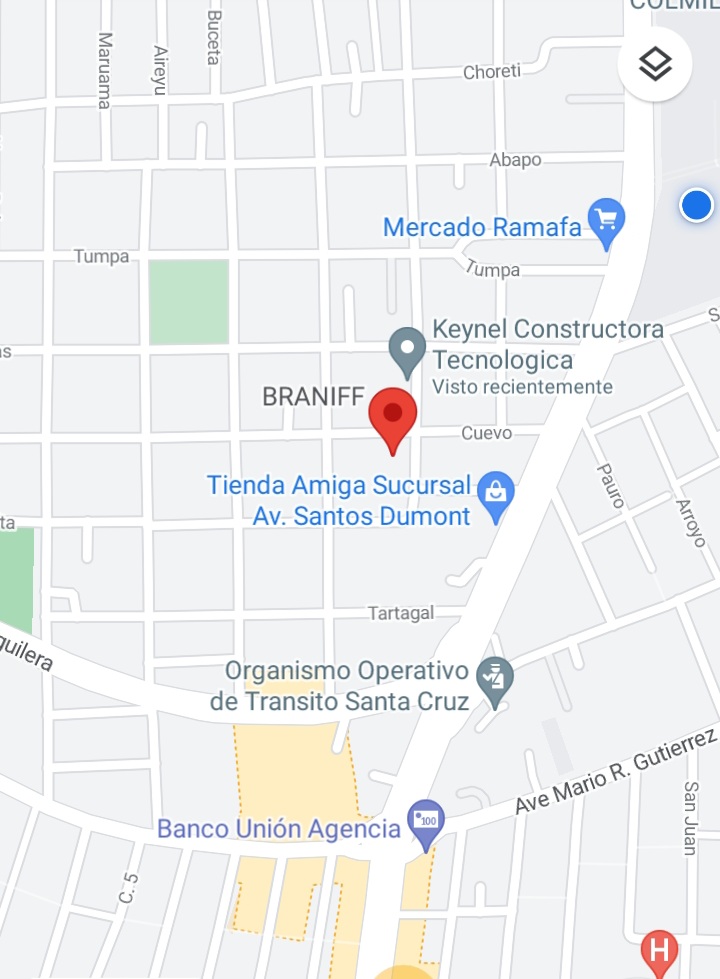 Buceta
Maruama
Aireyu
Choreti
Abapo
Mercado Ramafa
Tumpa
Tumpa
Keynel Constructora
Tecnologica
Visto recientemente
BRANIFF
Cuevo
Tienda Amiga Sucursal
Av. Santos Dumont
Pauro
Arroyo
Tartagal
Organismo Operativo
de Transito Santa Cruz
Ave Mario R. Gutierrez
San Juan
Banco Unión Agencia
100
C. 5
H